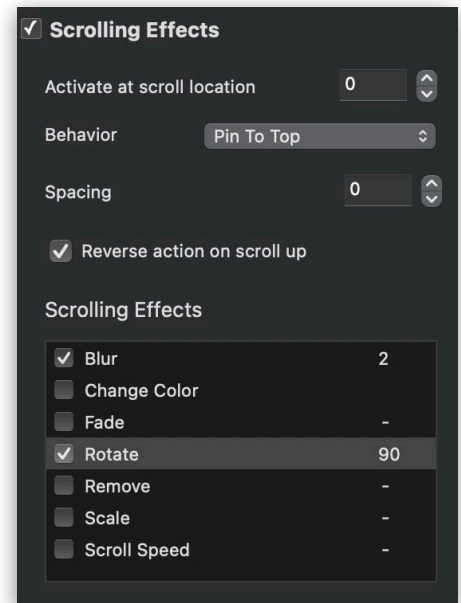 Scrolling Effects
Activate at scroll location 0
Behavior Pin To Top
Spacing 0
Reverse action on scroll up
Scrolling Effects
Blur 2
Change Color
Fade -
Rotate 90
Remove -
Scale -
Scroll Speed -